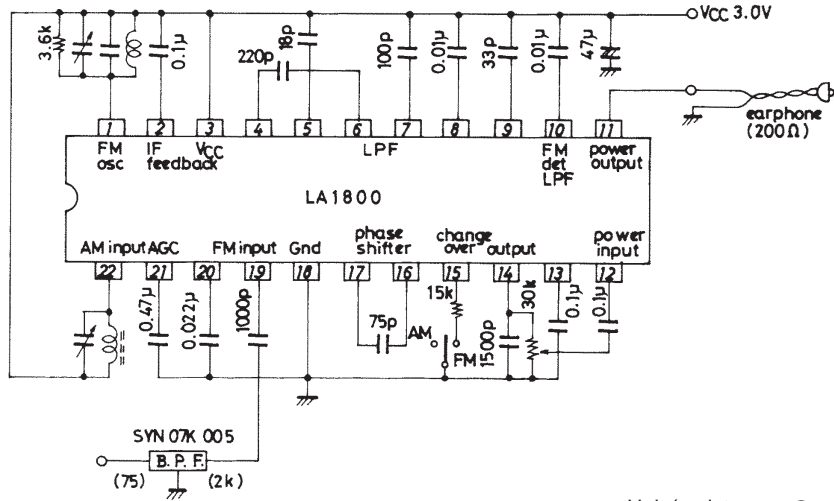 VCC 3.0V
3.6k
0.1μ
220p
18p
100p
0.01μ
33p
0.01μ
47μ
earphone
(200Ω)
1 2 3 4 5 6 7 8 9 10 11
FM osc
IF feedback
VCC
LPF
FM det LPF
power output
LA1800
AM input
AGC
FM input
Gnd
phase shifter
change over
output
power input
22 21 20 19 18 17 16 15 14 13 12
0.47μ
0.022μ
1000p
75p
15k
AM
FM
1500p
30k
0.1μ
0.1μ
SYN 07K 005
B. P. F.
(75)
(2k)